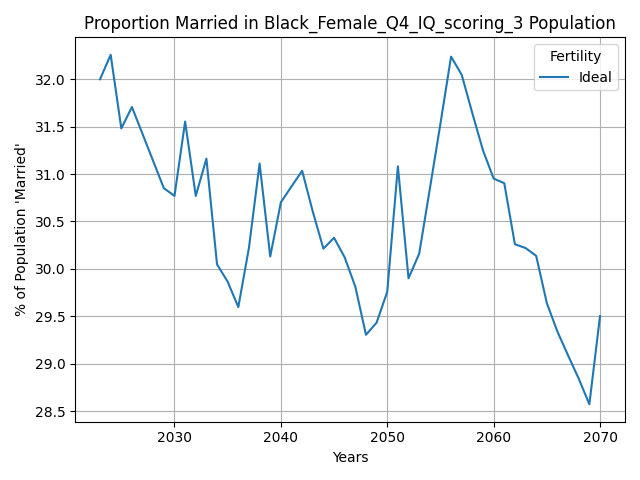 Proportion Married in Black_Female_Q4_IQ_scoring_3 Population
Fertility
Ideal
% of Population 'Married'
32.0
31.5
31.0
30.5
30.0
29.5
29.0
28.5
2030 2040 2050 2060 2070
Years